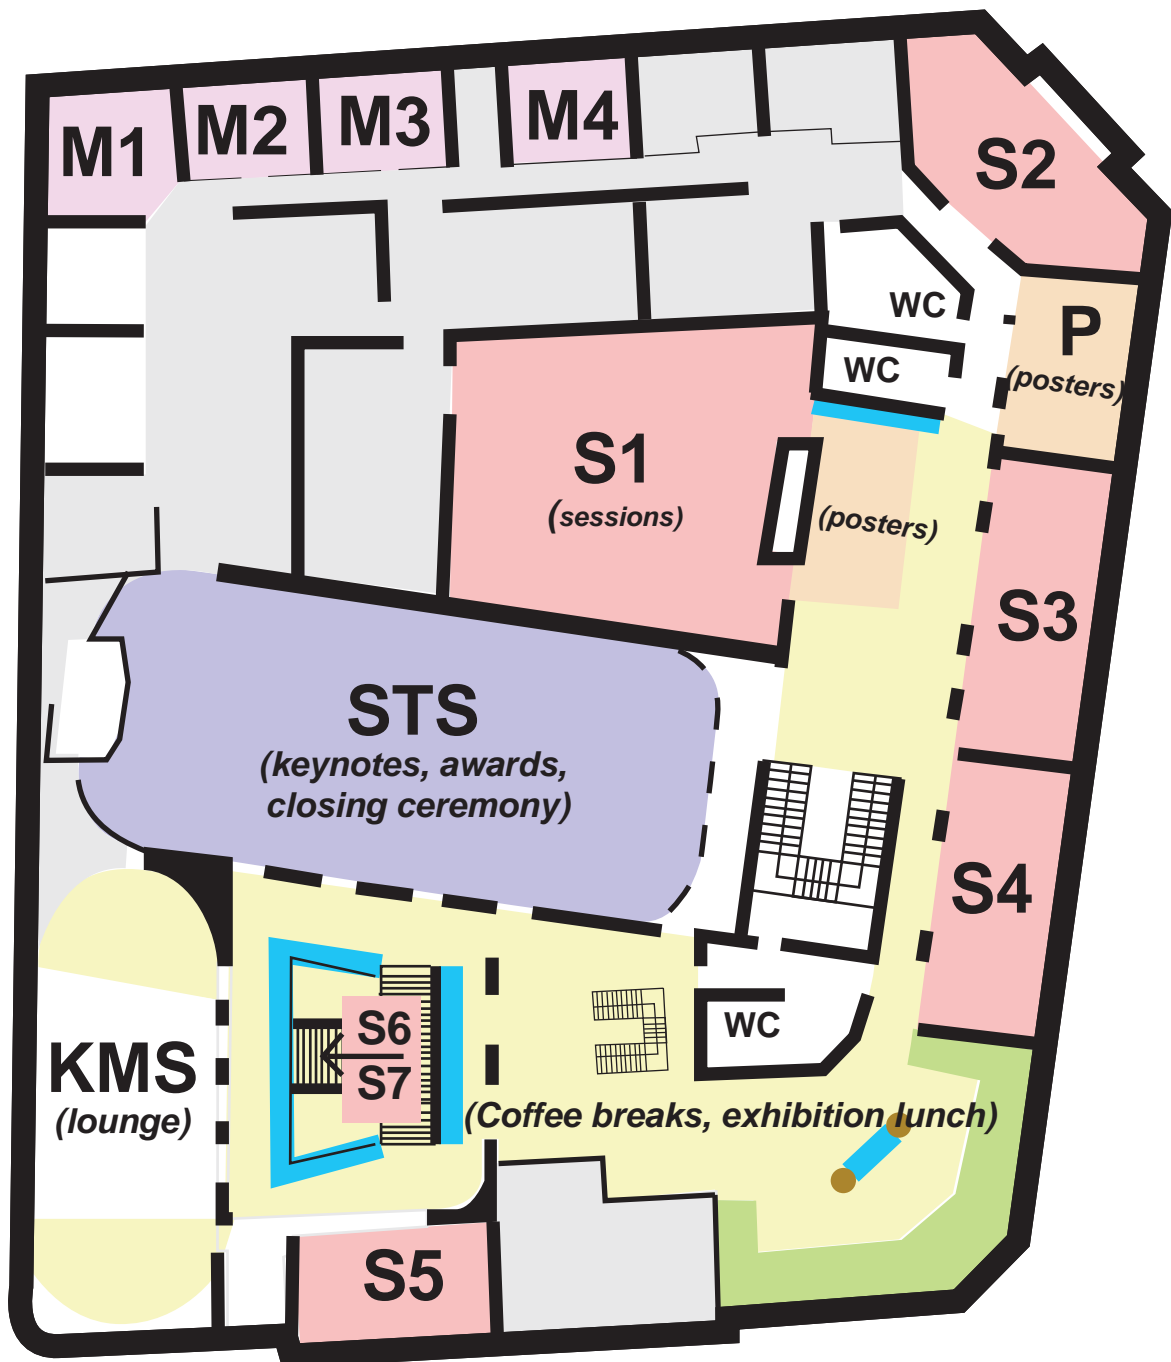 M1
M2
M3
M4
S2
WC
WC
P
(posters)
S1
(sessions)
(posters)
S3
STS
(keynotes, awards,
closing ceremony)
S4
S6
S7
WC
KMS
(lounge)
(Coffee breaks, exhibition lunch)
S5